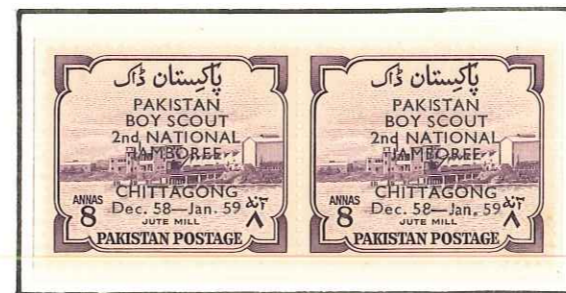 پاکستان ڈاک
PAKISTAN
BOY SCOUT
2nd NATIONAL
JAMBOREE
CHITTAGONG
Dec. 58—Jan. 59
ANNAS
8
آنہ
۸
JUTE MILL
PAKISTAN POSTAGE
پاکستان ڈاک
PAKISTAN
BOY SCOUT
2nd NATIONAL
JAMBOREE
CHITTAGONG
Dec. 58—Jan. 59
ANNAS
8
آنہ
۸
JUTE MILL
PAKISTAN POSTAGE